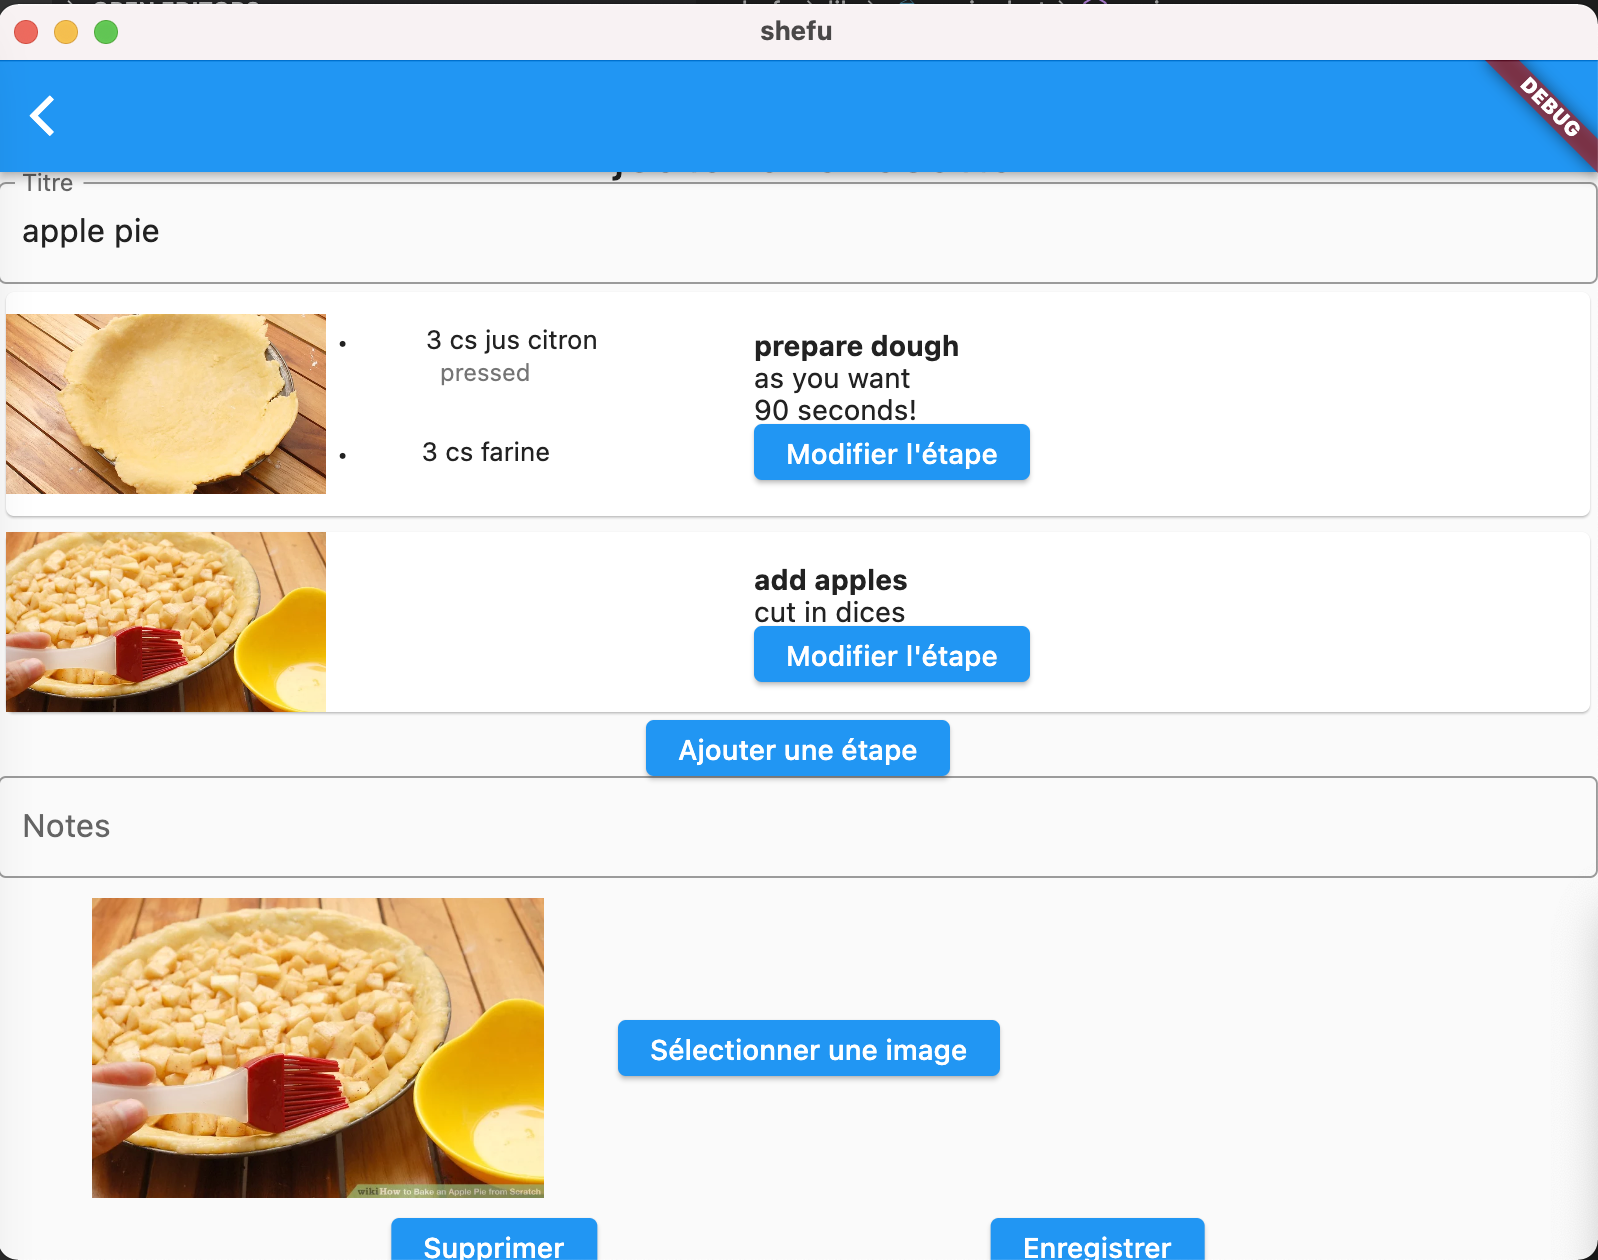 shefu
DEBUG
Titre
apple pie
• 3 cs jus citron
pressed
• 3 cs farine
prepare dough
as you want
90 seconds!
Modifier l'étape
add apples
cut in dices
Modifier l'étape
Ajouter une étape
Notes
Sélectionner une image
wikiHow to Bake an Apple Pie from Scratch
Supprimer
Enregistrer